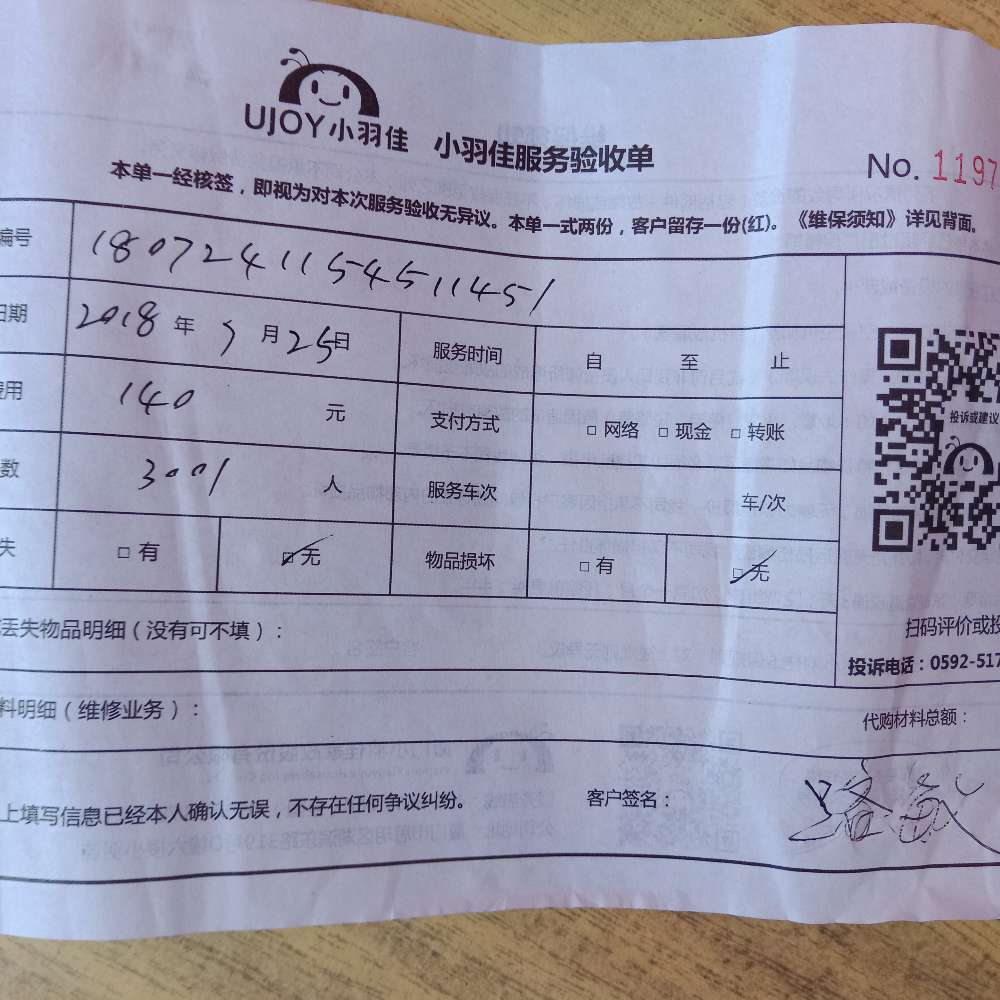 UJOY小羽佳 小羽佳服务验收单
No. 1197
本单一经核签，即视为对本次服务验收无异议。本单一式两份，客户留存一份(红)。《维保须知》详见背面。
编号 1807241154511451
日期 2018 年 7 月 25 日 服务时间 自 至 止
费用 140 元 支付方式 □ 网络 □ 现金 □ 转账
数 3001 人 服务车次 车/次
失 □ 有 □ 无 物品损坏 □ 有 □ 无
投诉或建议
扫码评价或投
投诉电话：0592-517
丢失物品明细（没有可不填）：
料明细（维修业务）：
代购材料总额：
上填写信息已经本人确认无误，不存在任何争议纠纷。 客户签名：